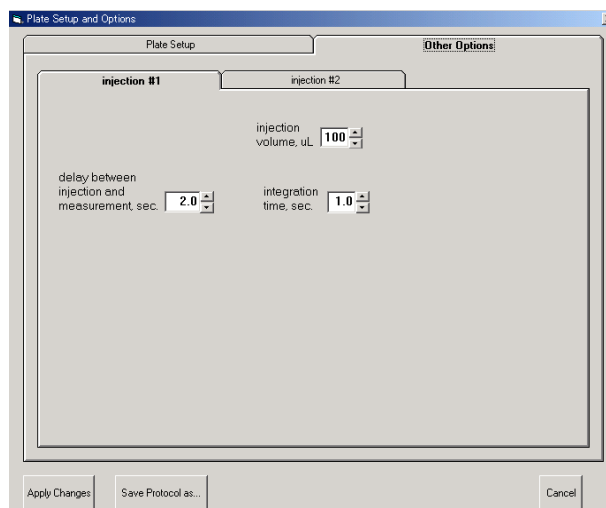 Plate Setup and Options
Plate Setup
Other Options
injection #1
injection #2
injection
volume, uL 100
delay between
injection and
measurement, sec. 2.0
integration
time, sec. 1.0
Apply Changes
Save Protocol as...
Cancel